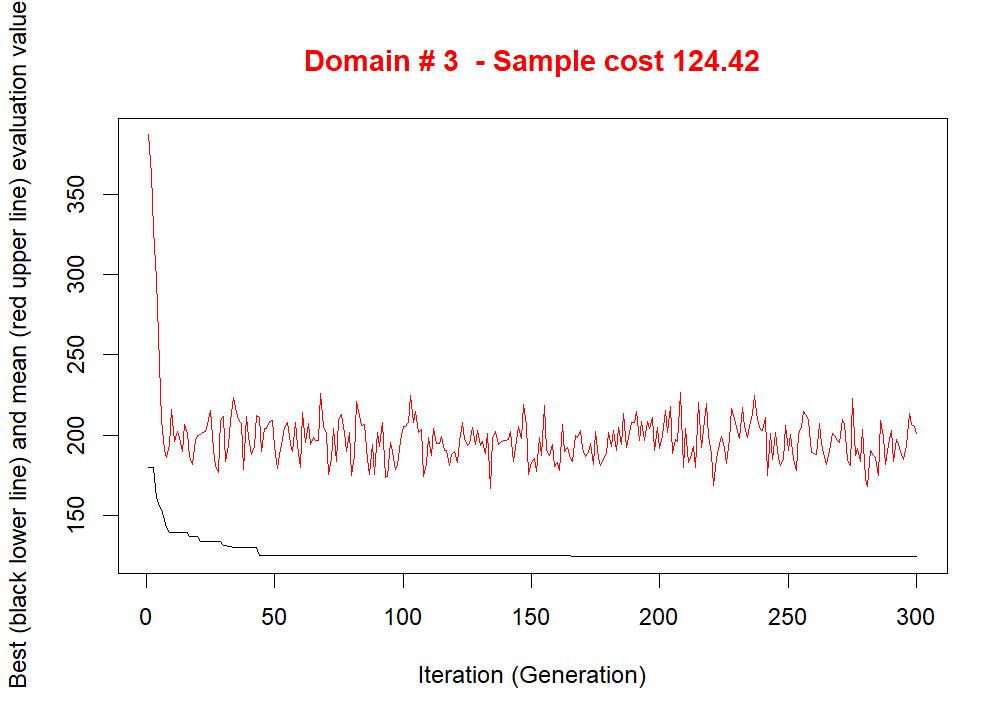 Domain # 3  - Sample cost 124.42
Best (black lower line) and mean (red upper line) evaluation value
350
300
250
200
150
0 50 100 150 200 250 300
Iteration (Generation)